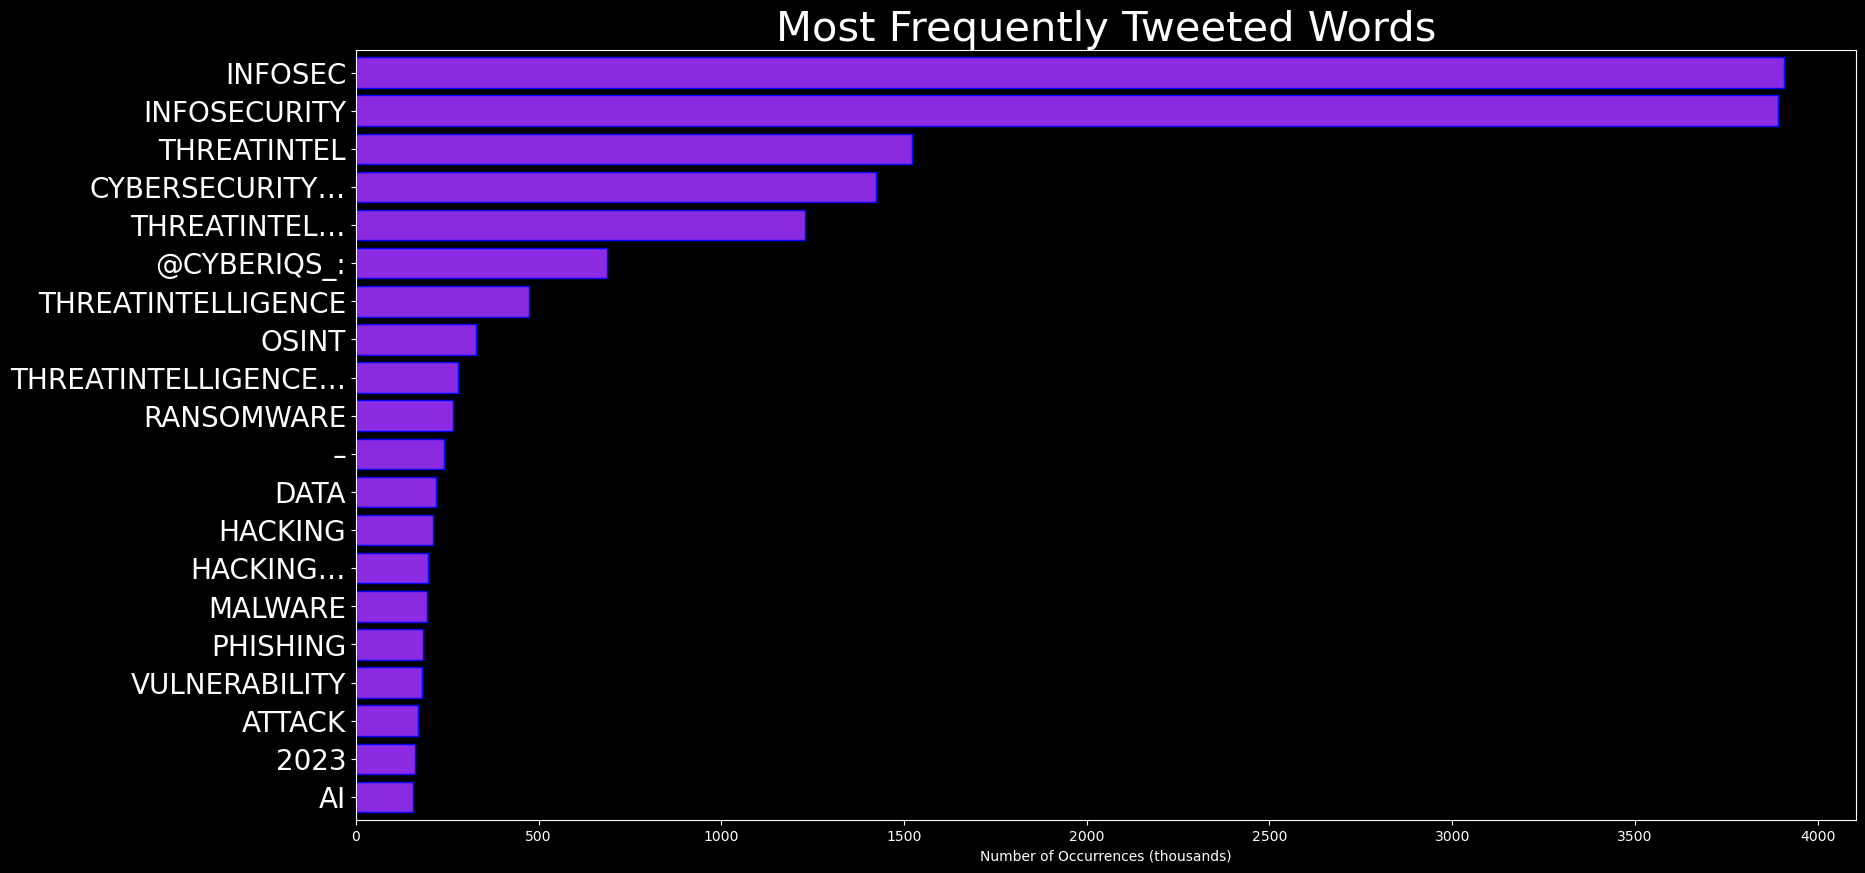 Most Frequently Tweeted Words
INFOSEC
INFOSECURITY
THREATINTEL
CYBERSECURITY…
THREATINTEL…
@CYBERIQS_:
THREATINTELLIGENCE
OSINT
THREATINTELLIGENCE…
RANSOMWARE
–
DATA
HACKING
HACKING…
MALWARE
PHISHING
VULNERABILITY
ATTACK
2023
AI
0 500 1000 1500 2000 2500 3000 3500 4000
Number of Occurrences (thousands)